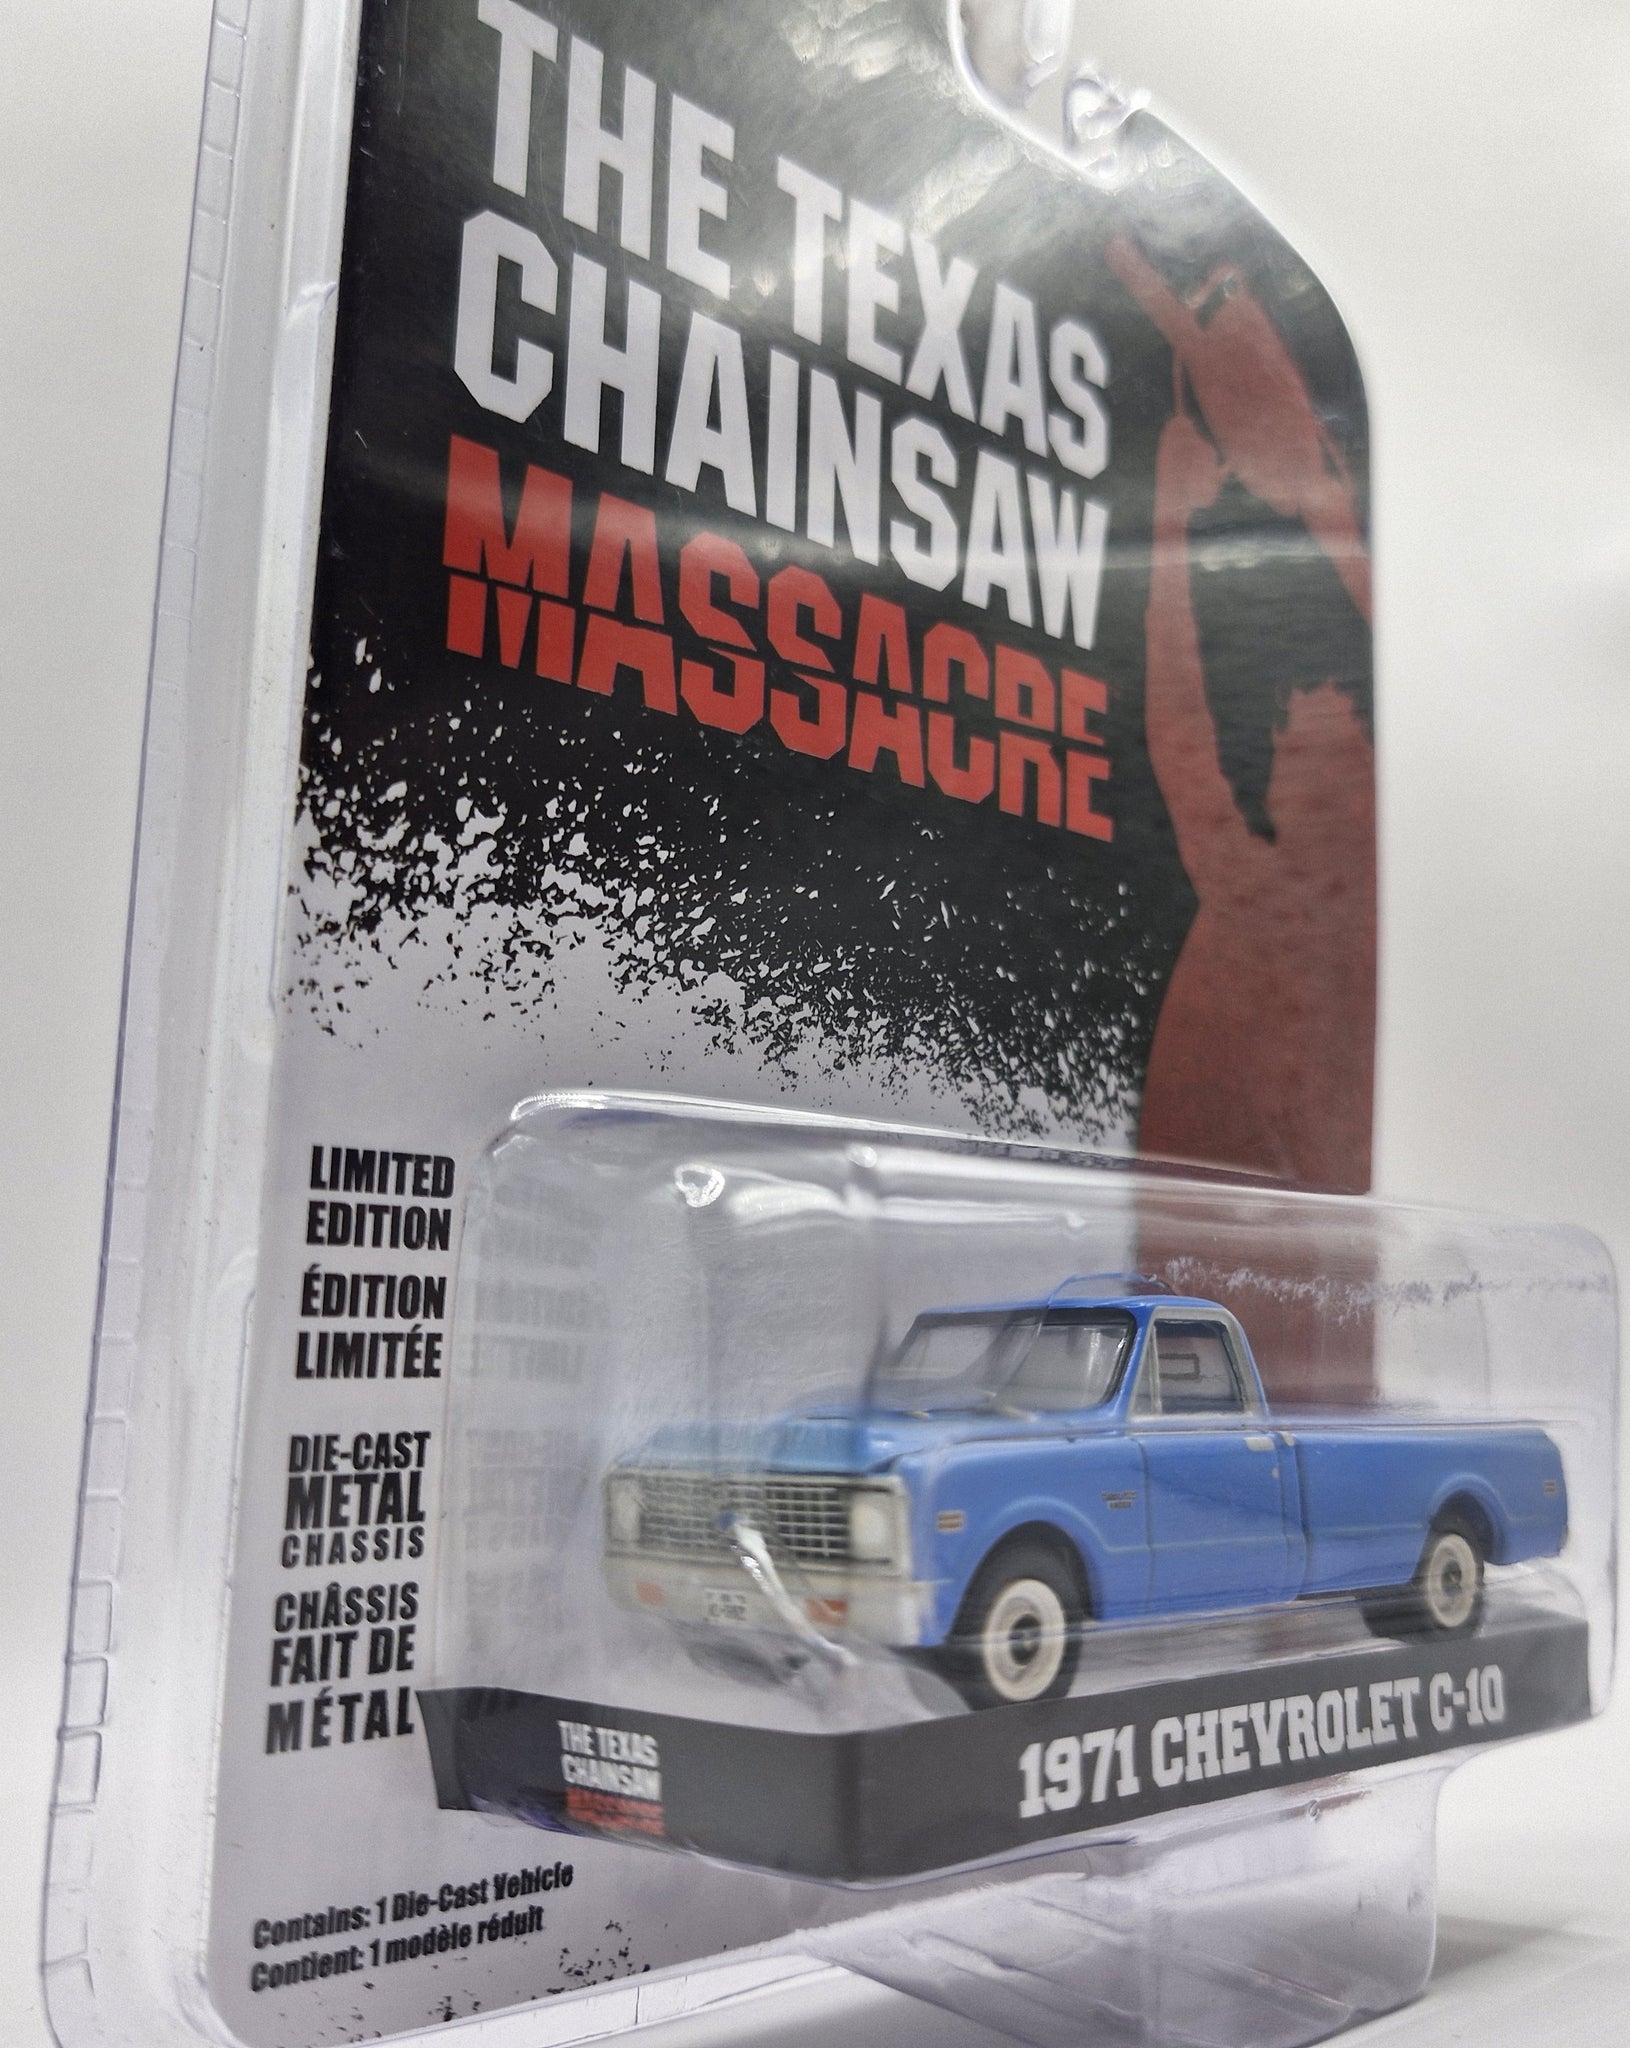 THE TEXAS
CHAINSAW
MASSACRE
LIMITED
EDITION
ÉDITION
LIMITÉE
DIE-CAST
METAL
CHASSIS
CHÂSSIS
FAIT DE
MÉTAL
THE TEXAS
CHAINSAW
MASSACRE
1971 CHEVROLET C-10
Contains: 1 Die-Cast Vehicle
Contient: 1 modèle réduit